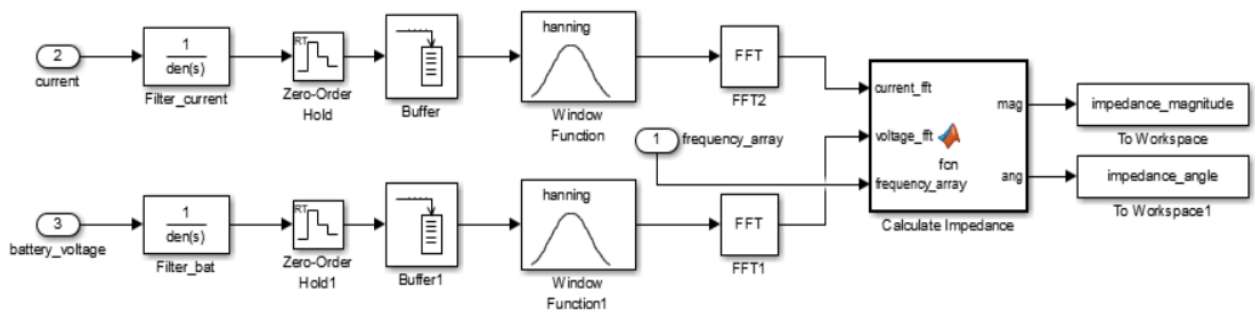 2
current
1
den(s)
Filter_current
RT
Zero-Order
Hold
Buffer
hanning
Window
Function
FFT
FFT2
1
frequency_array
current_fft
voltage_fft
frequency_array
fcn
mag
ang
Calculate Impedance
impedance_magnitude
To Workspace
impedance_angle
To Workspace1
3
battery_voltage
1
den(s)
Filter_bat
RT
Zero-Order
Hold1
Buffer1
hanning
Window
Function1
FFT
FFT1